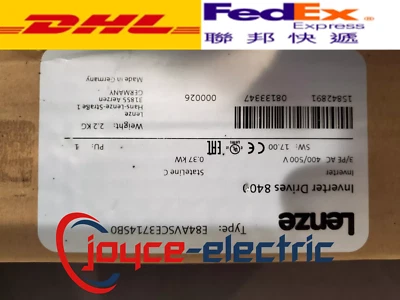 DHL
FedEx
聯邦快遞
Lenze
Type: E84AVSCE3714SB0
Inverter Drives
Inverter StateLine C
3/PE AC 400/500 V 0.37 kW
SW: 17.00
PU: 1
Weight: 2.2 KG
Lenze
Hans-Lenze-Straße 1
31855 Aerzen
GERMANY
Made in Germany
15842891 08133347 000026
joyce-electric